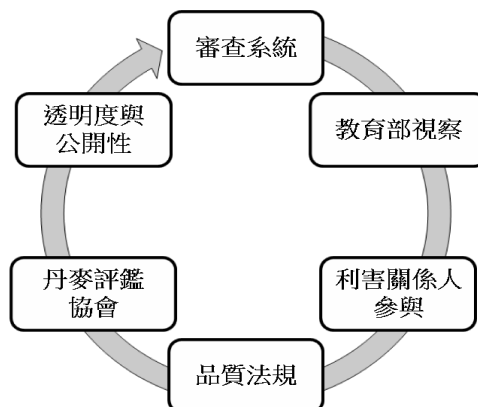 審查系統
教育部視察
利害關係人
參與
品質法規
丹麥評鑑
協會
透明度與
公開性